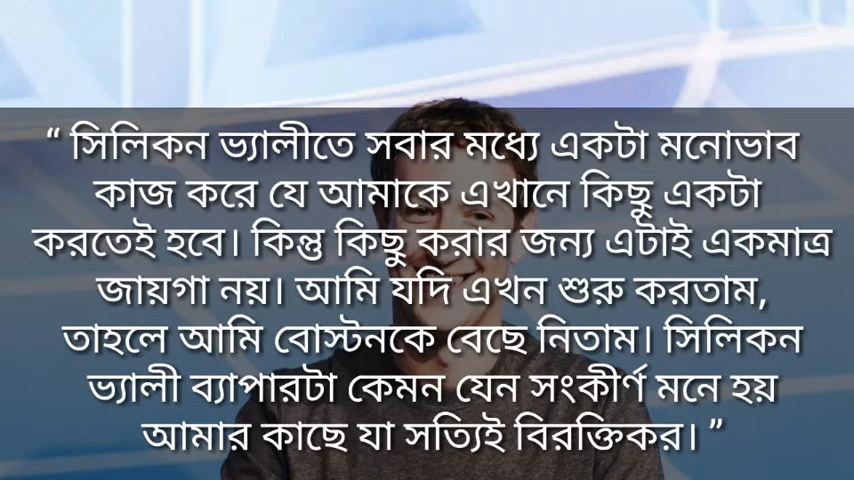 “ সিলিকন ভ্যালীতে সবার মধ্যে একটা মনোভাব
কাজ করে যে আমাকে এখানে কিছু একটা
করতেই হবে। কিন্তু কিছু করার জন্য এটাই একমাত্র
জায়গা নয়। আমি যদি এখন শুরু করতাম,
তাহলে আমি বোস্টনকে বেছে নিতাম। সিলিকন
ভ্যালী ব্যাপারটা কেমন যেন সংকীর্ণ মনে হয়
আমার কাছে যা সত্যিই বিরক্তিকর। ”